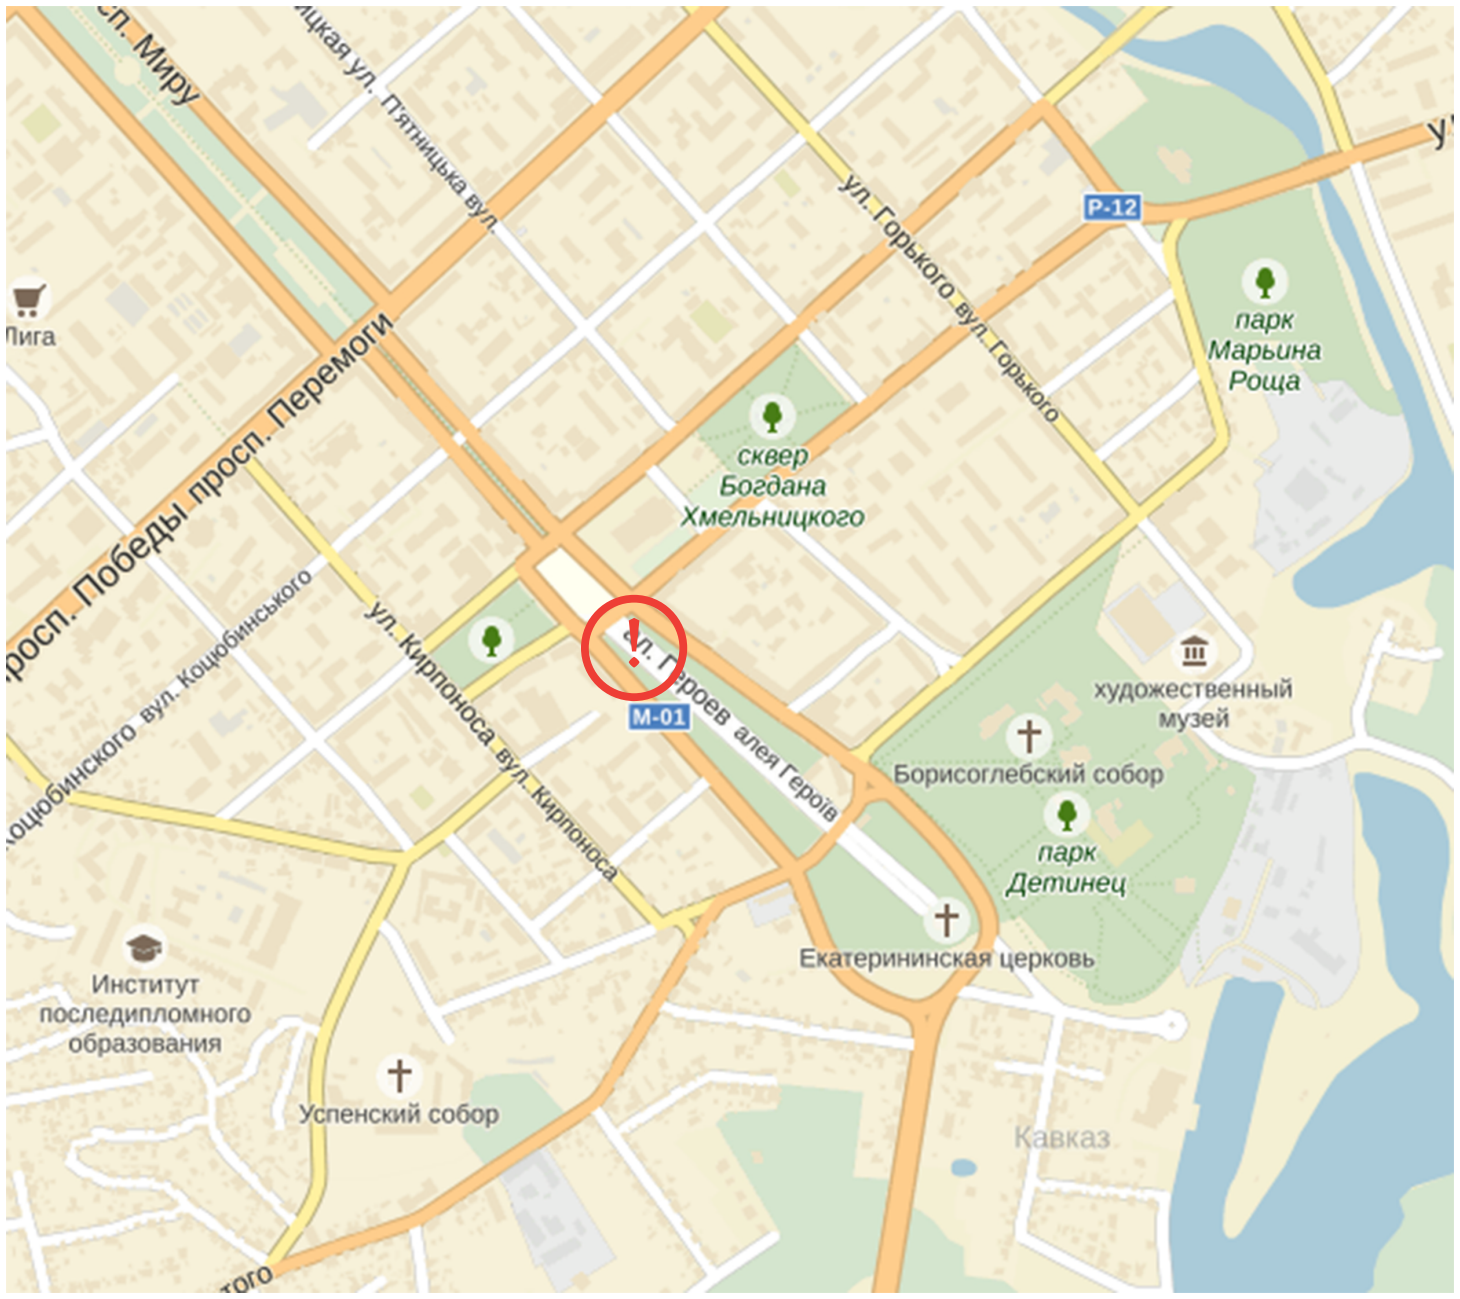 сп. Миру
ицкая ул. П'ятницька вул.
ул. Горького вул. Горького
Р-12
парк
Марьина
Роща
Лига
просп. Победы просп. Перемоги
сквер
Богдана
Хмельницкого
Коцюбинского вул. Коцюбинського
ул. Кирпоноса вул. Кирпоноса
!
ал. Героев алея Героїв
М-01
художественный
музей
Борисоглебский собор
парк
Детинец
Екатерининская церковь
Институт
последипломного
образования
Успенский собор
Кавказ
того